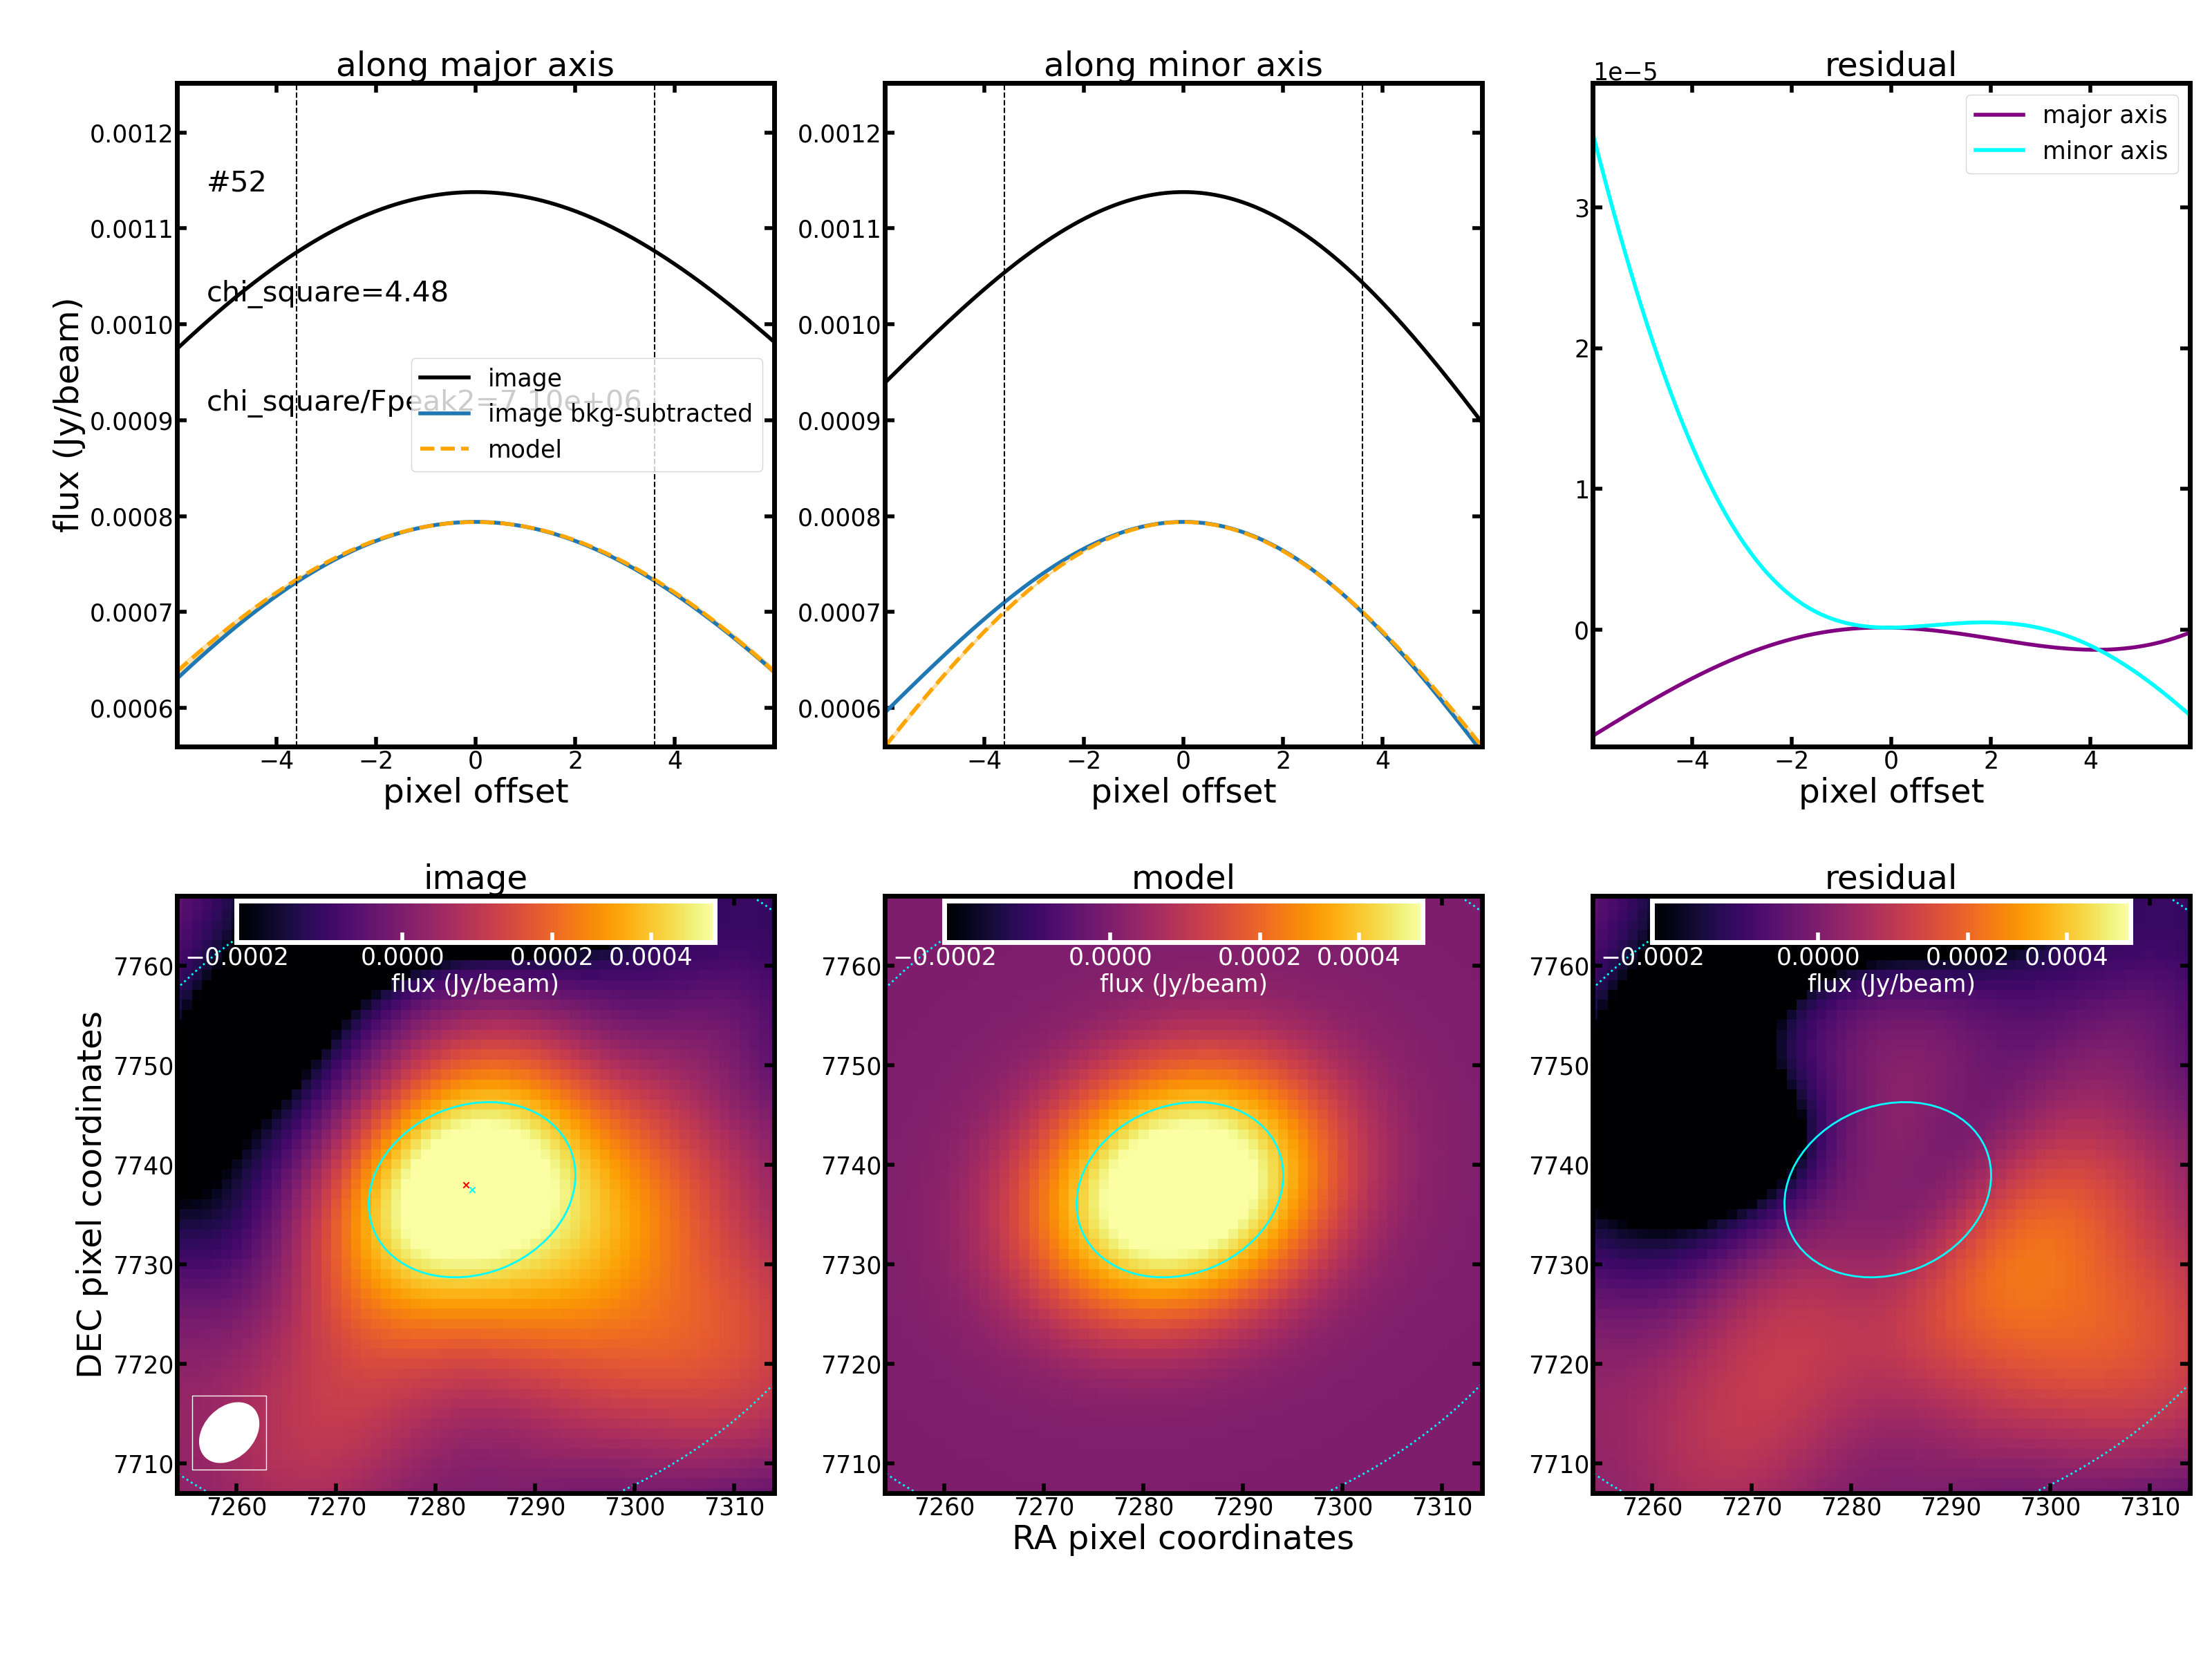 along major axis
along minor axis
residual
1e−5
flux (Jy/beam)
0.0012
0.0011
0.0010
0.0009
0.0008
0.0007
0.0006
#52
chi_square=4.48
chi_square/Fpeak2=7.10e+06
image
image bkg-subtracted
model
−4 −2 0 2 4
pixel offset
0.0012
0.0011
0.0010
0.0009
0.0008
0.0007
0.0006
−4 −2 0 2 4
pixel offset
major axis
minor axis
3
2
1
0
−4 −2 0 2 4
pixel offset
image
model
residual
DEC pixel coordinates
−0.0002 0.0000 0.0002 0.0004
flux (Jy/beam)
7760
7750
7740
7730
7720
7710
7260 7270 7280 7290 7300 7310
−0.0002 0.0000 0.0002 0.0004
flux (Jy/beam)
7760
7750
7740
7730
7720
7710
7260 7270 7280 7290 7300 7310
RA pixel coordinates
−0.0002 0.0000 0.0002 0.0004
flux (Jy/beam)
7760
7750
7740
7730
7720
7710
7260 7270 7280 7290 7300 7310